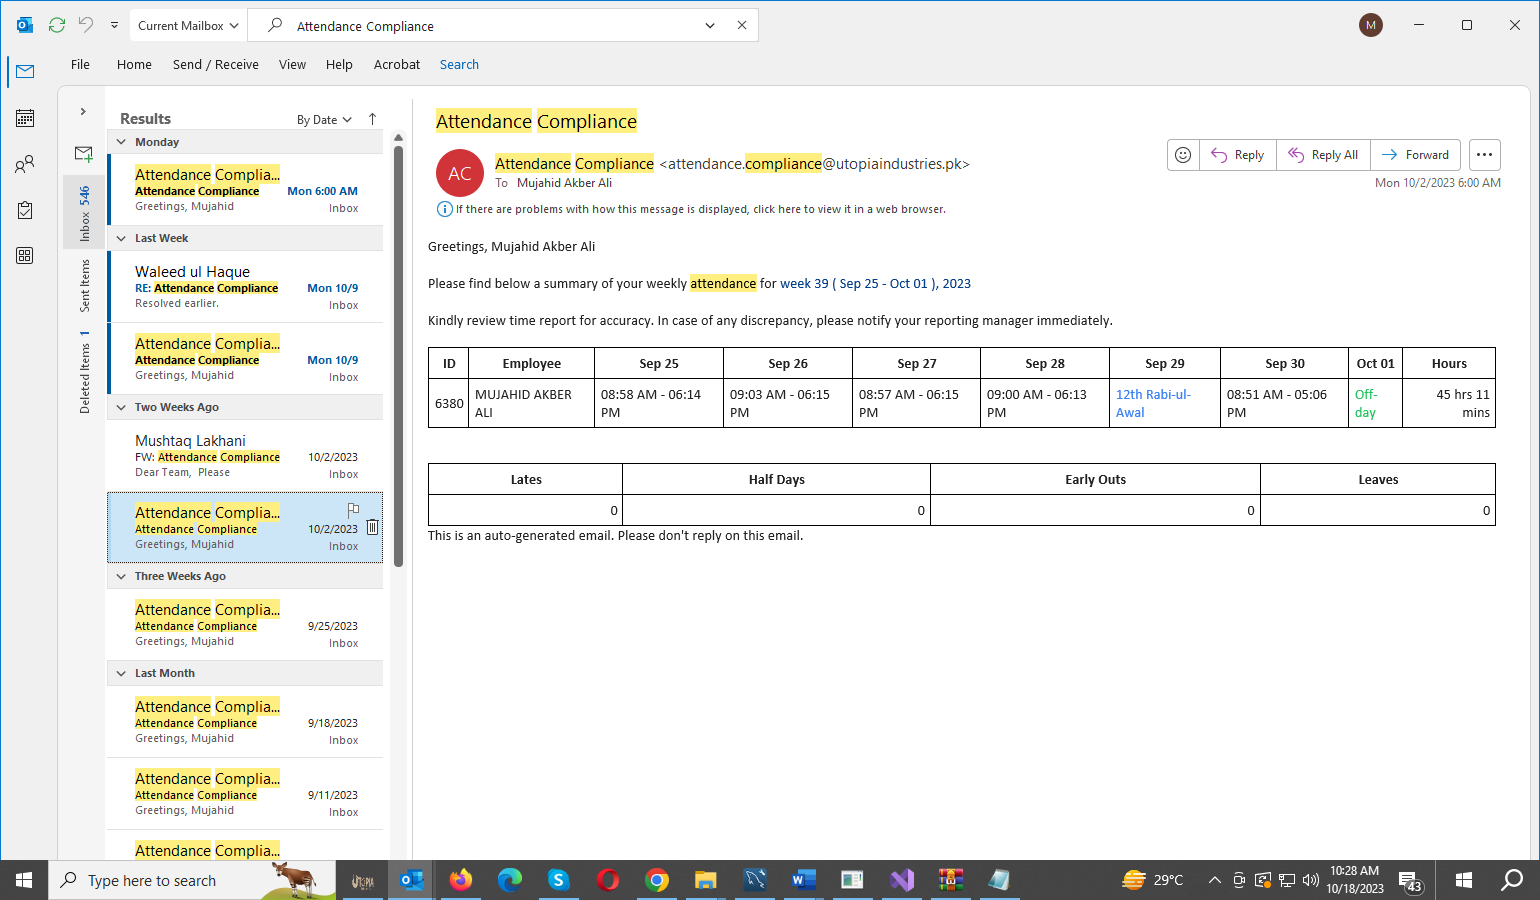 Current Mailbox
Attendance Compliance
M
File Home Send / Receive View Help Acrobat Search
Results
By Date
Inbox 546
Sent Items
Deleted Items 1
Monday
Attendance Complia...
Attendance Compliance Mon 6:00 AM
Greetings, Mujahid Inbox
Last Week
Waleed ul Haque
RE: Attendance Compliance Mon 10/9
Resolved earlier. Inbox
Attendance Complia...
Attendance Compliance Mon 10/9
Greetings, Mujahid Inbox
Two Weeks Ago
Mushtaq Lakhani
FW: Attendance Compliance 10/2/2023
Dear Team, Please Inbox
Attendance Complia...
Attendance Compliance 10/2/2023
Greetings, Mujahid Inbox
Three Weeks Ago
Attendance Complia...
Attendance Compliance 9/25/2023
Greetings, Mujahid Inbox
Last Month
Attendance Complia...
Attendance Compliance 9/18/2023
Greetings, Mujahid Inbox
Attendance Complia...
Attendance Compliance 9/11/2023
Greetings, Mujahid Inbox
Attendance Complia...
Attendance Compliance
AC
Attendance Compliance <attendance.compliance@utopiaindustries.pk>
To Mujahid Akber Ali
Reply Reply All Forward
Mon 10/2/2023 6:00 AM
If there are problems with how this message is displayed, click here to view it in a web browser.
Greetings, Mujahid Akber Ali
Please find below a summary of your weekly attendance for week 39 ( Sep 25 - Oct 01 ), 2023
Kindly review time report for accuracy. In case of any discrepancy, please notify your reporting manager immediately.
ID Employee Sep 25 Sep 26 Sep 27 Sep 28 Sep 29 Sep 30 Oct 01 Hours
6380 MUJAHID AKBER ALI 08:58 AM - 06:14 PM 09:03 AM - 06:15 PM 08:57 AM - 06:15 PM 09:00 AM - 06:13 PM 12th Rabi-ul-Awal 08:51 AM - 05:06 PM Off-day 45 hrs 11 mins
Lates Half Days Early Outs Leaves
0 0 0 0
This is an auto-generated email. Please don't reply on this email.
Type here to search
UTOPIA
29°C
10:28 AM
10/18/2023
43